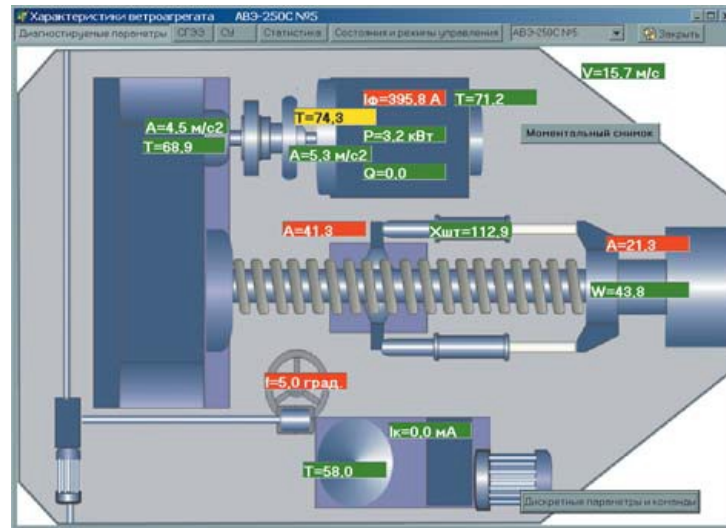 Характеристики ветроагрегата АВЭ-250С №5
Диагностируемые параметры СГЭЭ СУ Статистика Состояния и режимы управления АВЭ-250С №5 Закрыть
V=15,7 м/с
Iф=395,8 А T=71,2
T=74,3
A=4,5 м/с2 P=3,2 кВт Моментальный снимок
T=68,9 A=5,3 м/с2
Q=0,0
A=41,3 Xшт=112,9
A=21,3
W=43,8
f=5,0 град.
Iк=0,0 мА
T=58,0
Дискретные параметры и команды